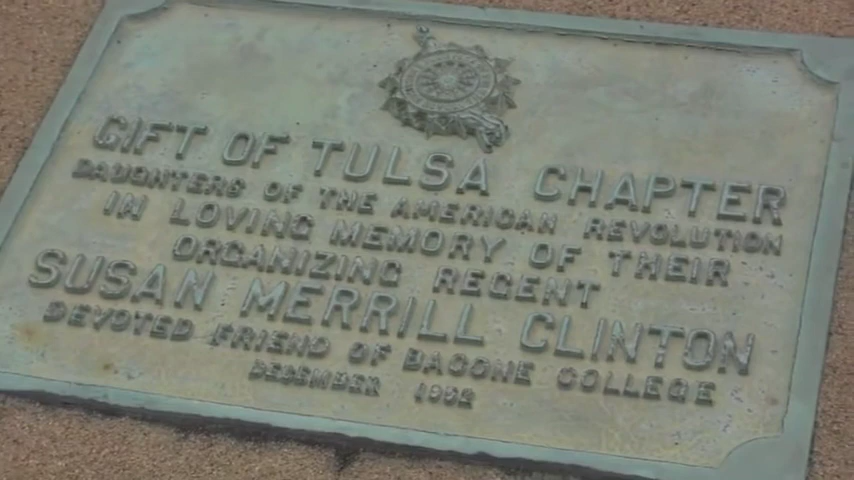 GIFT OF TULSA CHAPTER
DAUGHTERS OF THE AMERICAN REVOLUTION
IN LOVING MEMORY OF THEIR
ORGANIZING REGENT
SUSAN MERRILL CLINTON
DEVOTED FRIEND OF BACONE COLLEGE
DECEMBER 1952